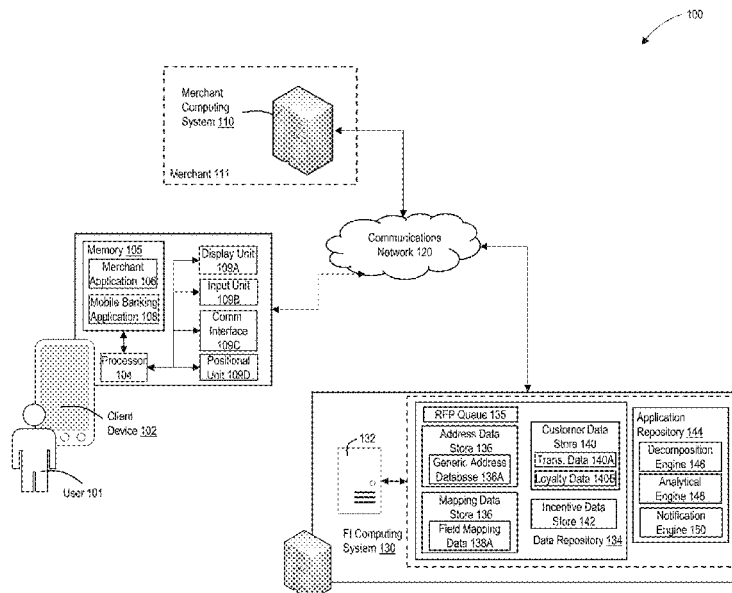 100
Merchant
Computing
System 110
Merchant 111
Communications
Network 120
Memory 105
Merchant
Application 106
Mobile Banking
Application 108
Processor
104
Display Unit
109A
Input Unit
109B
Comm
Interface
109C
Positional
Unit 109D
Client
Device 102
User 101
132
FI Computing
System 130
RFP Queue 135
Address Data
Store 136
Generic Address
Database 136A
Mapping Data
Store
Field Mapping
Data 138A
Customer Data
Store 140
Trans. Data 140A
Loyalty Data 140B
Incentive Data
Store 142
Data Repository 134
Application
Repository 144
Decomposition
Engine 146
Analytical
Engine 148
Notification
Engine 150